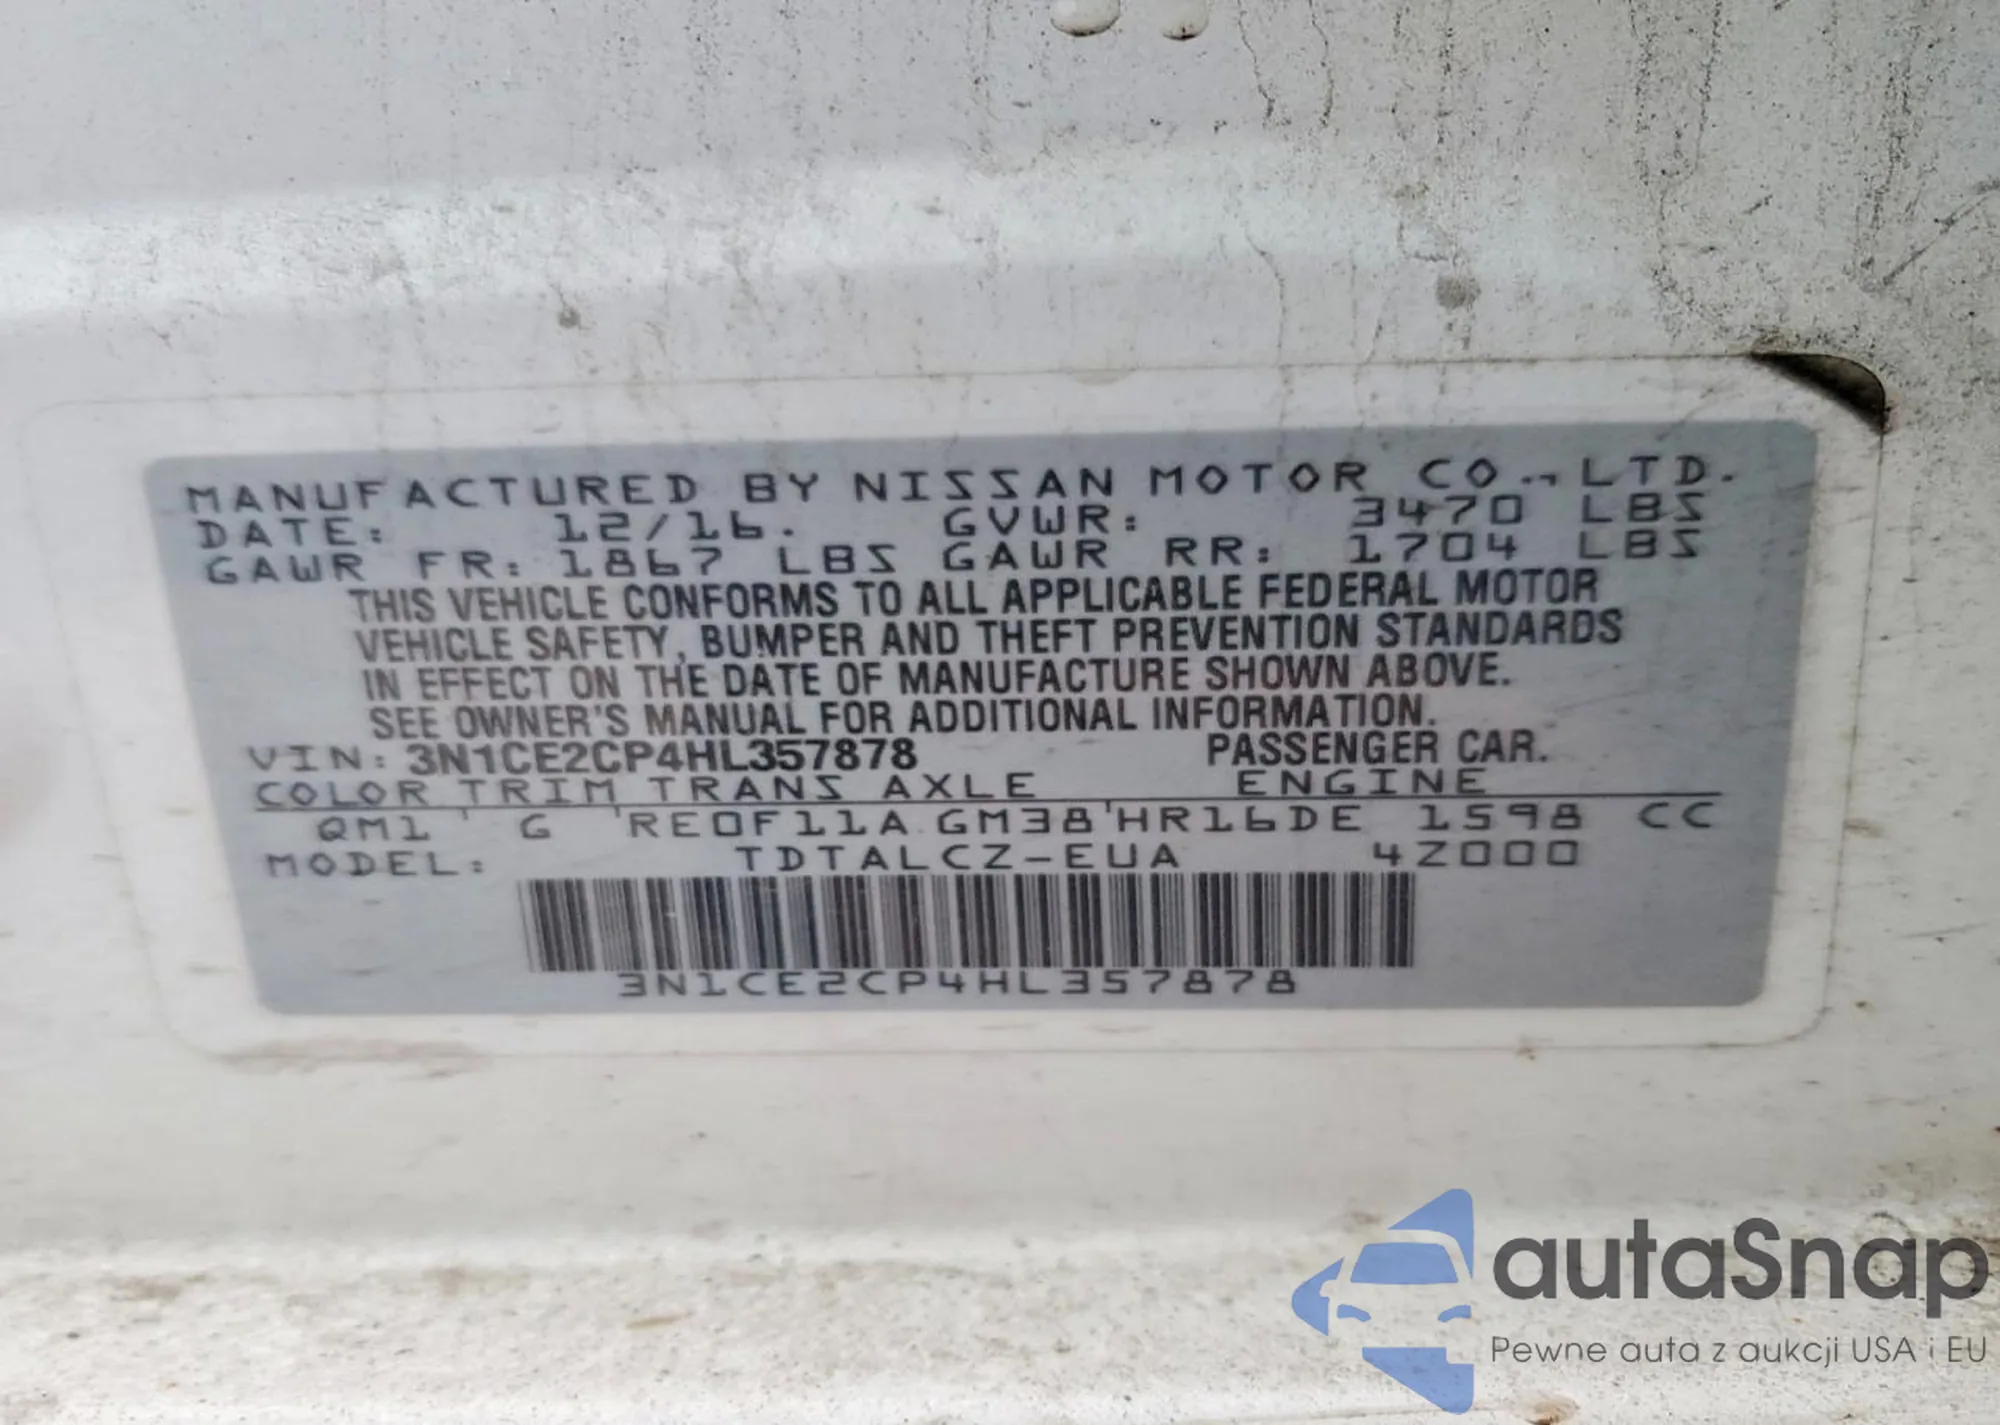 MANUFACTURED BY NISSAN MOTOR CO., LTD.
DATE: 12/16. GVWR: 3470 LBS
GAWR FR: 1867 LBS GAWR RR: 1704 LBS
THIS VEHICLE CONFORMS TO ALL APPLICABLE FEDERAL MOTOR
VEHICLE SAFETY, BUMPER AND THEFT PREVENTION STANDARDS
IN EFFECT ON THE DATE OF MANUFACTURE SHOWN ABOVE.
SEE OWNER'S MANUAL FOR ADDITIONAL INFORMATION.
VIN: 3N1CE2CP4HL357878 PASSENGER CAR.
COLOR TRIM TRANS AXLE ENGINE
QM1 ' G 'RE0F11A GM38'HR16DE 1598 CC
MODEL: TDTALCZ-EUA 4Z000
3N1CE2CP4HL357878
autaSnap
Pewne auta z aukcji USA i EU